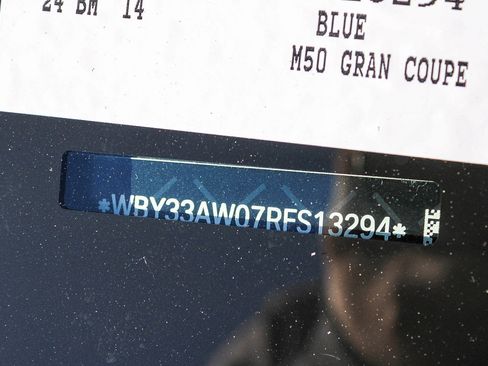 24 BM 14
BLUE
M50 GRAN COUPE
*WBY33AW07RFS13294*